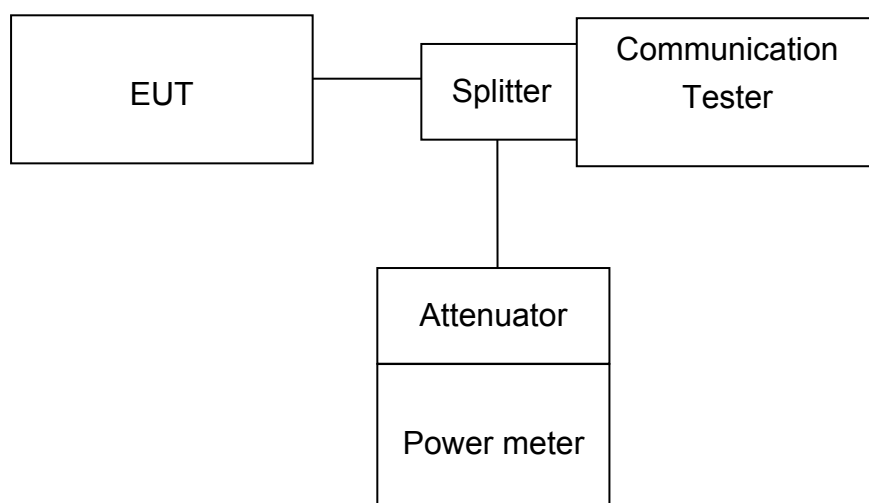 EUT
Splitter
Communication
Tester
Attenuator
Power meter